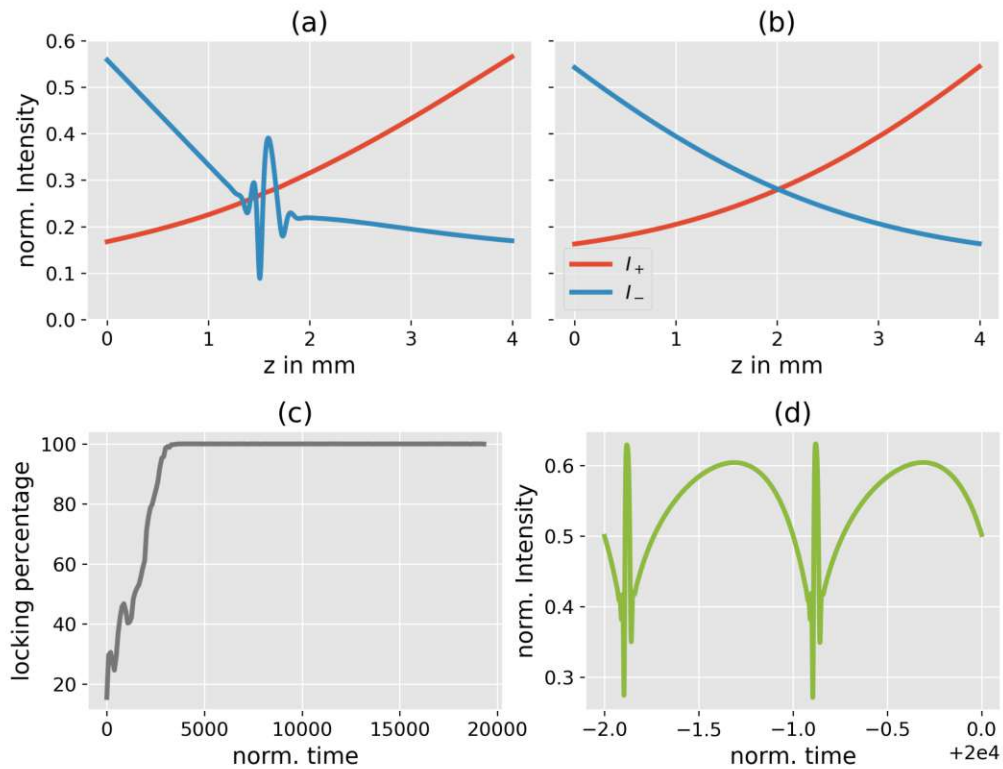 (a)
(b)
norm. Intensity
0.6
0.5
0.4
0.3
0.2
0.1
0.0
0 1 2 3 4
z in mm
I+
I−
0 1 2 3 4
z in mm
(c)
(d)
locking percentage
100
80
60
40
20
0 5000 10000 15000 20000
norm. time
norm. Intensity
0.6
0.5
0.4
0.3
−2.0 −1.5 −1.0 −0.5 0.0
norm. time
+2e4